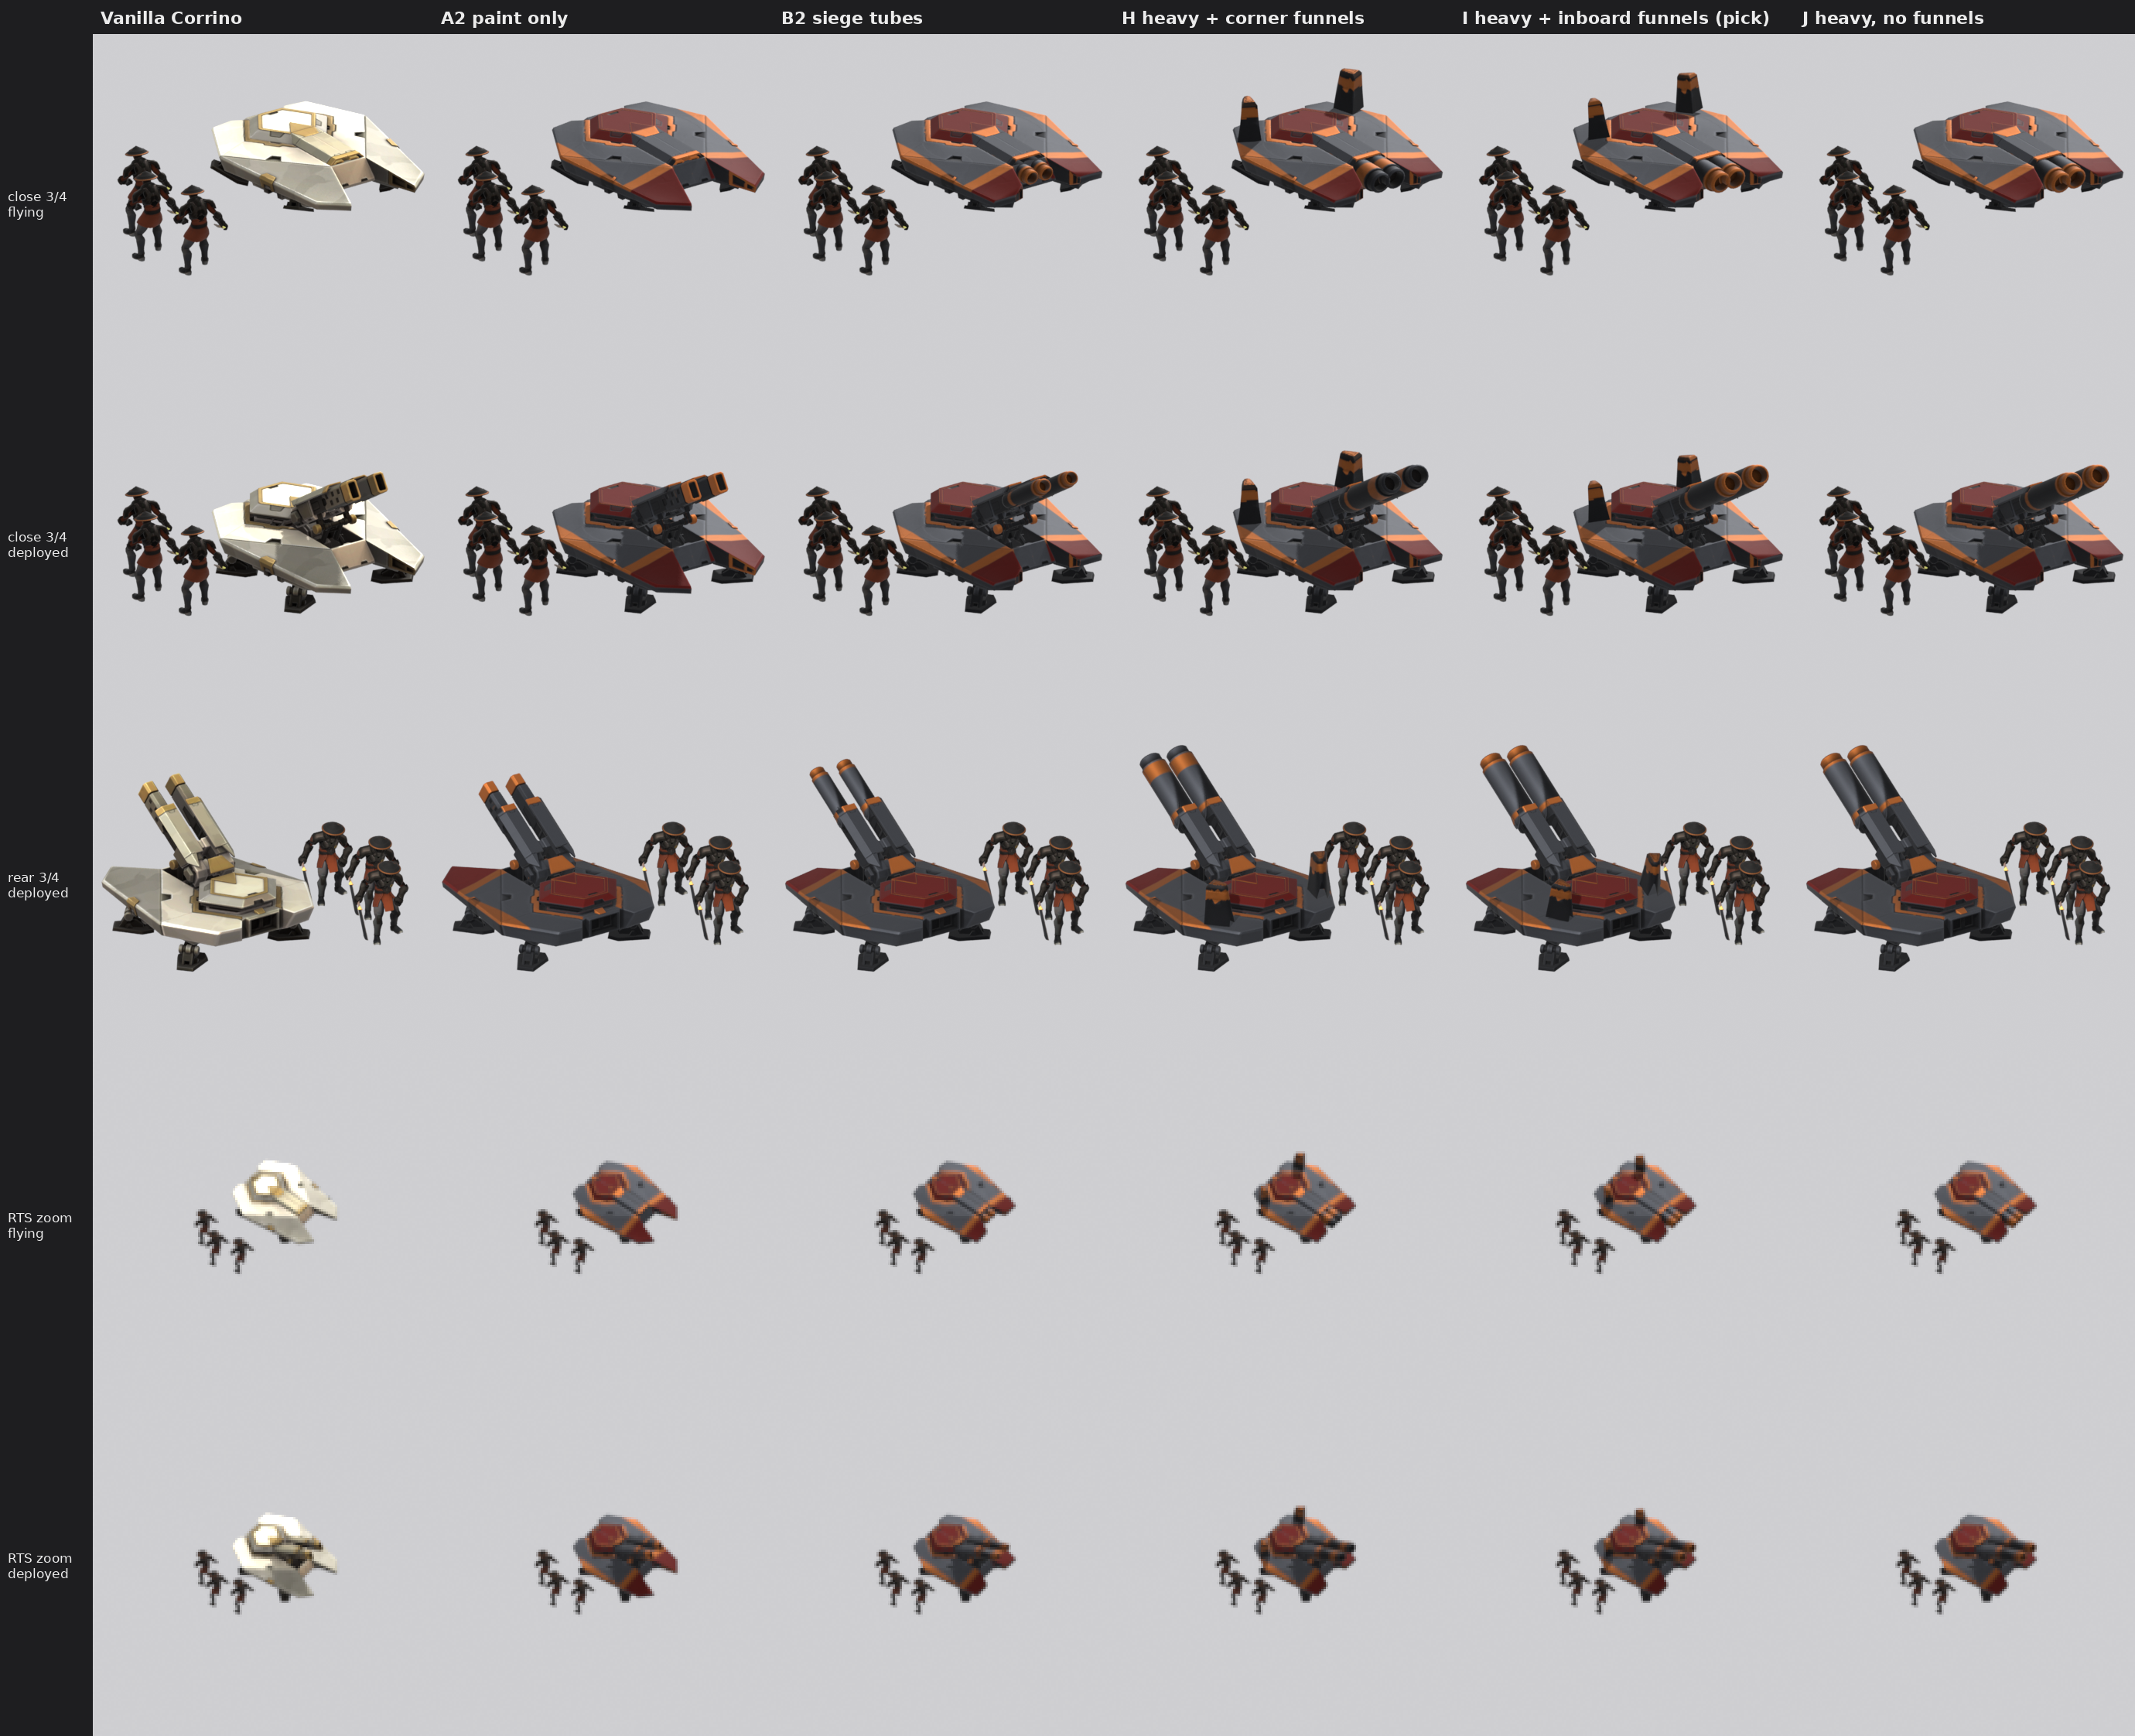 Vanilla Corrino
A2 paint only
B2 siege tubes
H heavy + corner funnels
I heavy + inboard funnels (pick)
J heavy, no funnels
close 3/4
flying
close 3/4
deployed
rear 3/4
deployed
RTS zoom
flying
RTS zoom
deployed